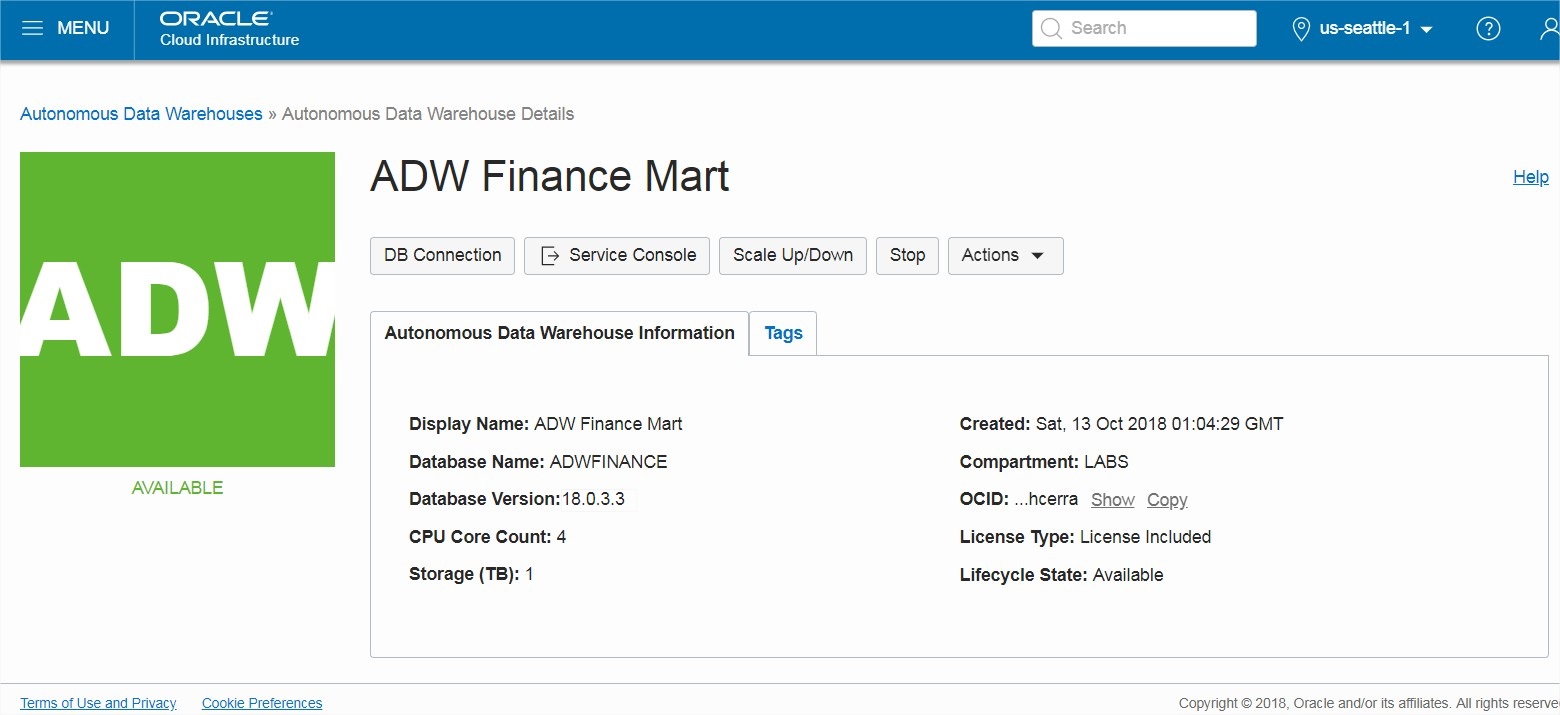 MENU
ORACLE
Cloud Infrastructure
Search
us-seattle-1
Autonomous Data Warehouses » Autonomous Data Warehouse Details
ADW
AVAILABLE
ADW Finance Mart
Help
DB Connection
Service Console
Scale Up/Down
Stop
Actions
Autonomous Data Warehouse Information
Tags
Display Name: ADW Finance Mart
Database Name: ADWFINANCE
Database Version:18.0.3.3
CPU Core Count: 4
Storage (TB): 1
Created: Sat, 13 Oct 2018 01:04:29 GMT
Compartment: LABS
OCID: ...hcerra Show Copy
License Type: License Included
Lifecycle State: Available
Terms of Use and Privacy
Cookie Preferences
Copyright © 2018, Oracle and/or its affiliates. All rights reserve